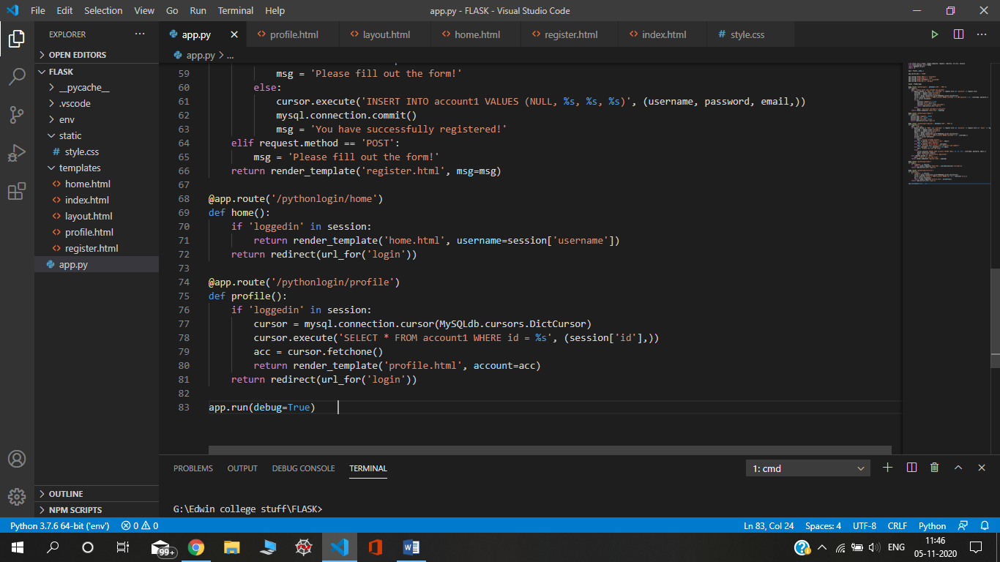 File Edit Selection View Go Run Terminal Help app.py - FLASK - Visual Studio Code
EXPLORER ···
app.py profile.html layout.html home.html register.html index.html style.css
OPEN EDITORS
app.py > ...
FLASK
__pycache__
.vscode
env
static
style.css
templates
home.html
index.html
layout.html
profile.html
register.html
app.py
OUTLINE
NPM SCRIPTS
59 msg = 'Please fill out the form!'
60 else:
61 cursor.execute('INSERT INTO account1 VALUES (NULL, %s, %s, %s)', (username, password, email,))
62 mysql.connection.commit()
63 msg = 'You have successfully registered!'
64 elif request.method == 'POST':
65 msg = 'Please fill out the form!'
66 return render_template('register.html', msg=msg)
67
68 @app.route('/pythonlogin/home')
69 def home():
70 if 'loggedin' in session:
71 return render_template('home.html', username=session['username'])
72 return redirect(url_for('login'))
73
74 @app.route('/pythonlogin/profile')
75 def profile():
76 if 'loggedin' in session:
77 cursor = mysql.connection.cursor(MySQLdb.cursors.DictCursor)
78 cursor.execute('SELECT * FROM account1 WHERE id = %s', (session['id'],))
79 acc = cursor.fetchone()
80 return render_template('profile.html', account=acc)
81 return redirect(url_for('login'))
82
83 app.run(debug=True)
PROBLEMS OUTPUT DEBUG CONSOLE TERMINAL 1: cmd
G:\Edwin college stuff\FLASK>
Python 3.7.6 64-bit ('env') 0 0 Ln 83, Col 24 Spaces: 4 UTF-8 CRLF Python
99+ ENG 11:46
05-11-2020